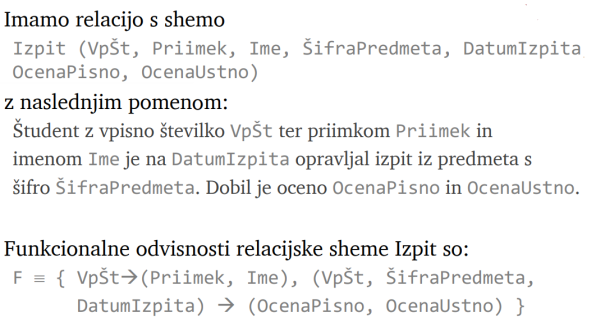 Imamo relacijo s shemo
Izpit (VpŠt, Priimek, Ime, ŠifraPredmeta, DatumIzpita
OcenaPisno, OcenaUstno)
z naslednjim pomenom:
Študent z vpisno številko VpŠt ter priimkom Priimek in
imenom Ime je na DatumIzpita opravljal izpit iz predmeta s
šifro ŠifraPredmeta. Dobil je oceno OcenaPisno in OcenaUstno.
Funkcionalne odvisnosti relacijske sheme Izpit so:
F ≡ { VpŠt→(Priimek, Ime), (VpŠt, ŠifraPredmeta,
DatumIzpita) → (OcenaPisno, OcenaUstno) }